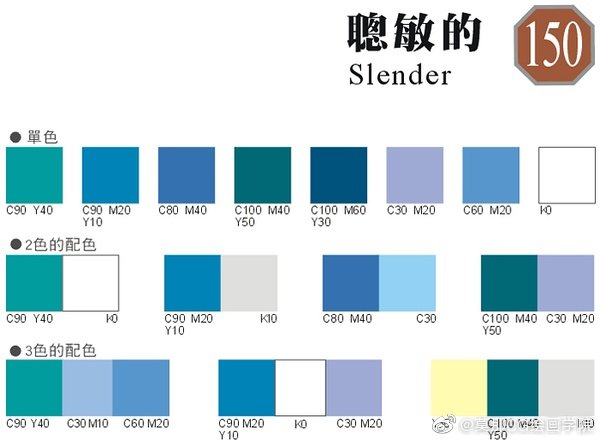 聰敏的
Slender
150
● 單色
C90 Y40
C90 M20
Y10
C80 M40
C100 M40
Y50
C100 M60
Y30
C30 M20
C60 M20
K0
● 2色的配色
C90 Y40
K0
C90 M20
Y10
K10
C80 M40
C30
C100 M40
Y50
C30 M20
● 3色的配色
C90 Y40
C30 M10
C60 M20
C90 M20
Y10
K0
C30 M20
C100 M40
Y50